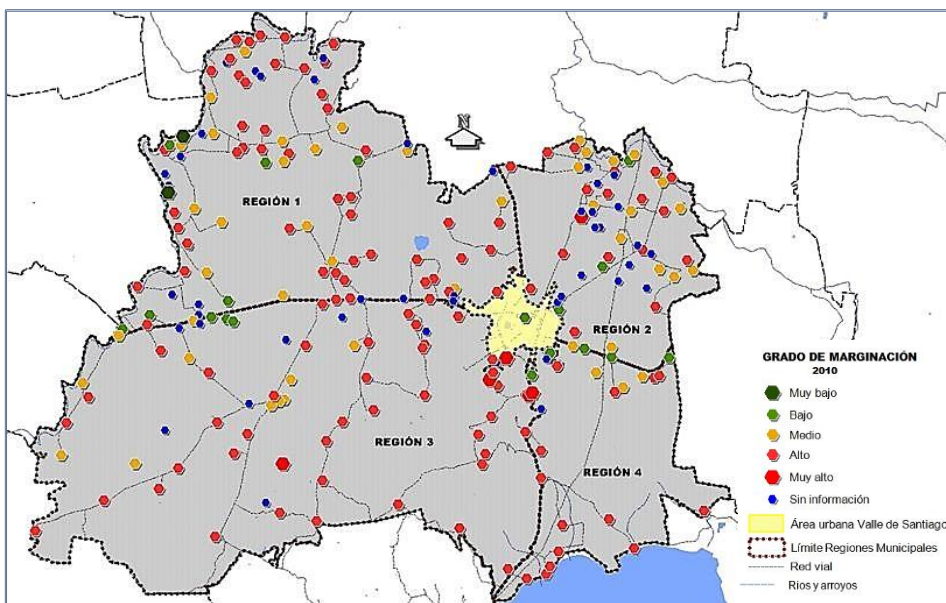 N
REGIÓN 1
REGIÓN 2
REGIÓN 3
REGIÓN 4
GRADO DE MARGINACIÓN
2010
Muy bajo
Bajo
Medio
Alto
Muy alto
Sin información
Área urbana Valle de Santiago
Límite Regiones Municipales
Red vial
Rios y arroyos